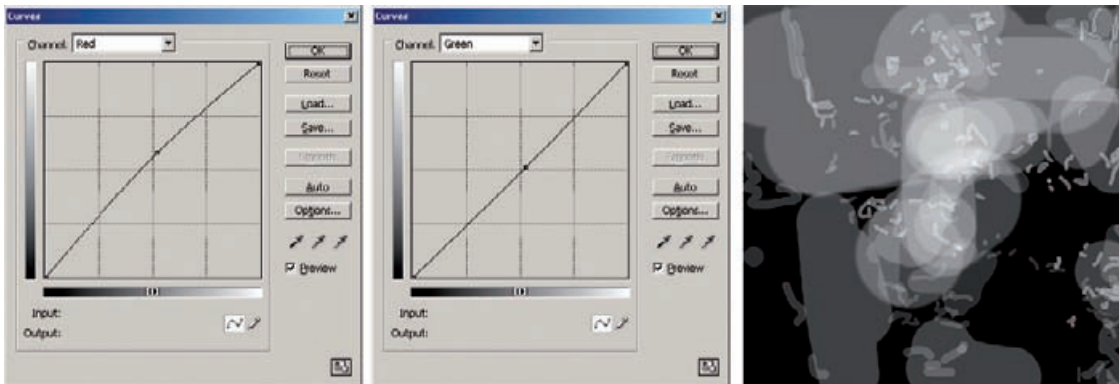 Curves
Channel: Red
OK
Reset
Load...
Save...
Smooth
Auto
Options...
Preview
Input:
Output:
Curves
Channel: Green
OK
Reset
Load...
Save...
Smooth
Auto
Options...
Preview
Input:
Output: